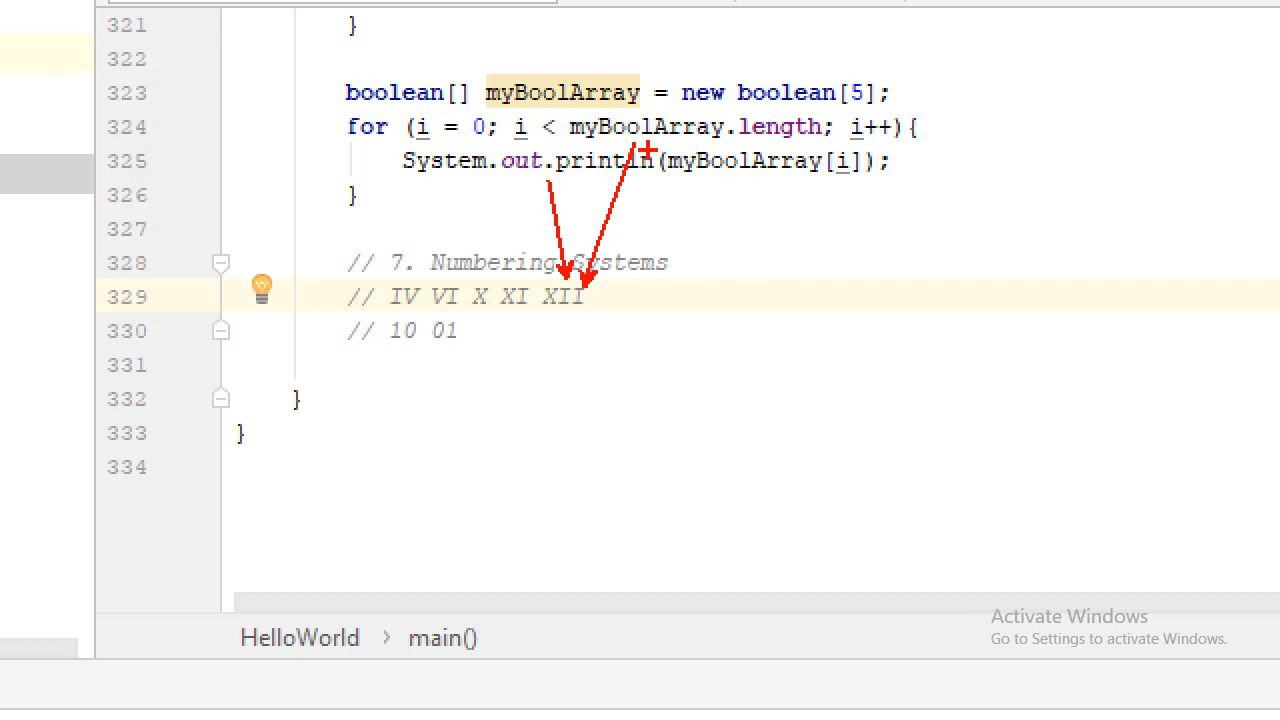 321 }
322
323 boolean[] myBoolArray = new boolean[5];
324 for (i = 0; i < myBoolArray.length; i++){
325 System.out.println(myBoolArray[i]);
326 }
327
328 // 7. Numbering Systems
329 // IV VI X XI XII
330 // 10 01
331
332 }
333 }
334
Activate Windows
Go to Settings to activate Windows.
HelloWorld > main()